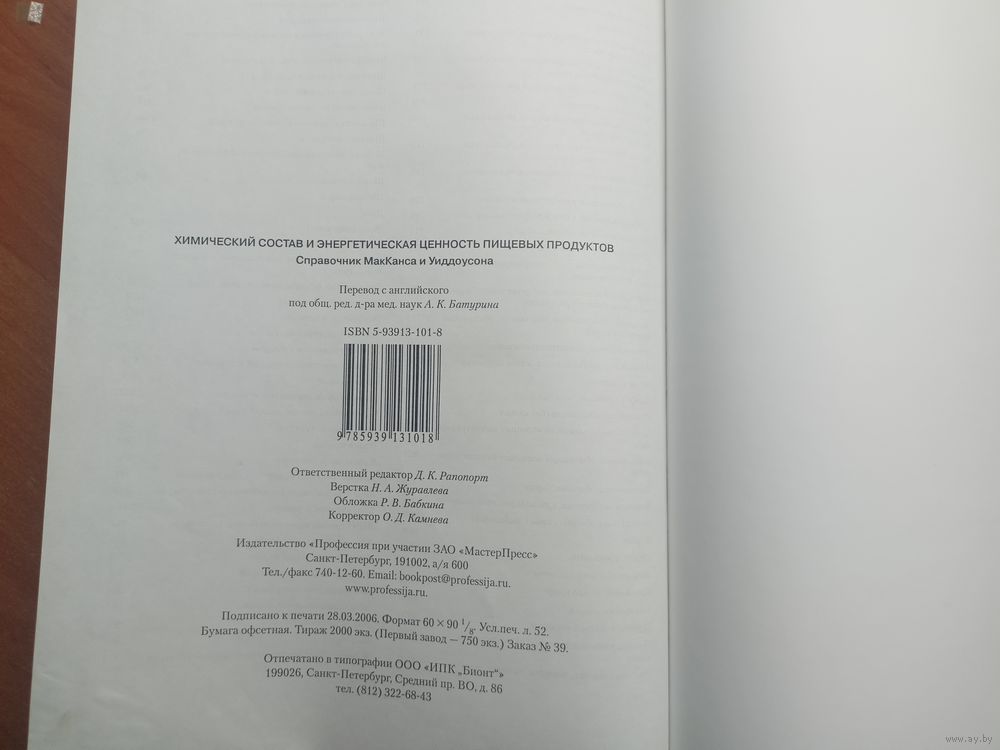 ХИМИЧЕСКИЙ СОСТАВ И ЭНЕРГЕТИЧЕСКАЯ ЦЕННОСТЬ ПИЩЕВЫХ ПРОДУКТОВ
Справочник МакКанса и Уиддоусона
Перевод с английского
под общ. ред. д-ра мед. наук А. К. Батурина
ISBN 5-93913-101-8
9 785939 131018
Ответственный редактор Д. К. Рапопорт
Верстка Н. А. Журавлева
Обложка Р. В. Бабкина
Корректор О. Д. Камнева
Издательство «Профессия при участии ЗАО «МастерПресс»
Санкт-Петербург, 191002, а/я 600
Тел./факс 740-12-60. Email: bookpost@professija.ru.
www.professija.ru.
Подписано к печати 28.03.2006. Формат 60 × 90 1/8. Усл.печ. л. 52.
Бумага офсетная. Тираж 2000 экз. (Первый завод — 750 экз.) Заказ № 39.
Отпечатано в типографии ООО «ИПК „Бионт“»
199026, Санкт-Петербург, Средний пр. ВО, д. 86
тел. (812) 322-68-43
www.ay.by